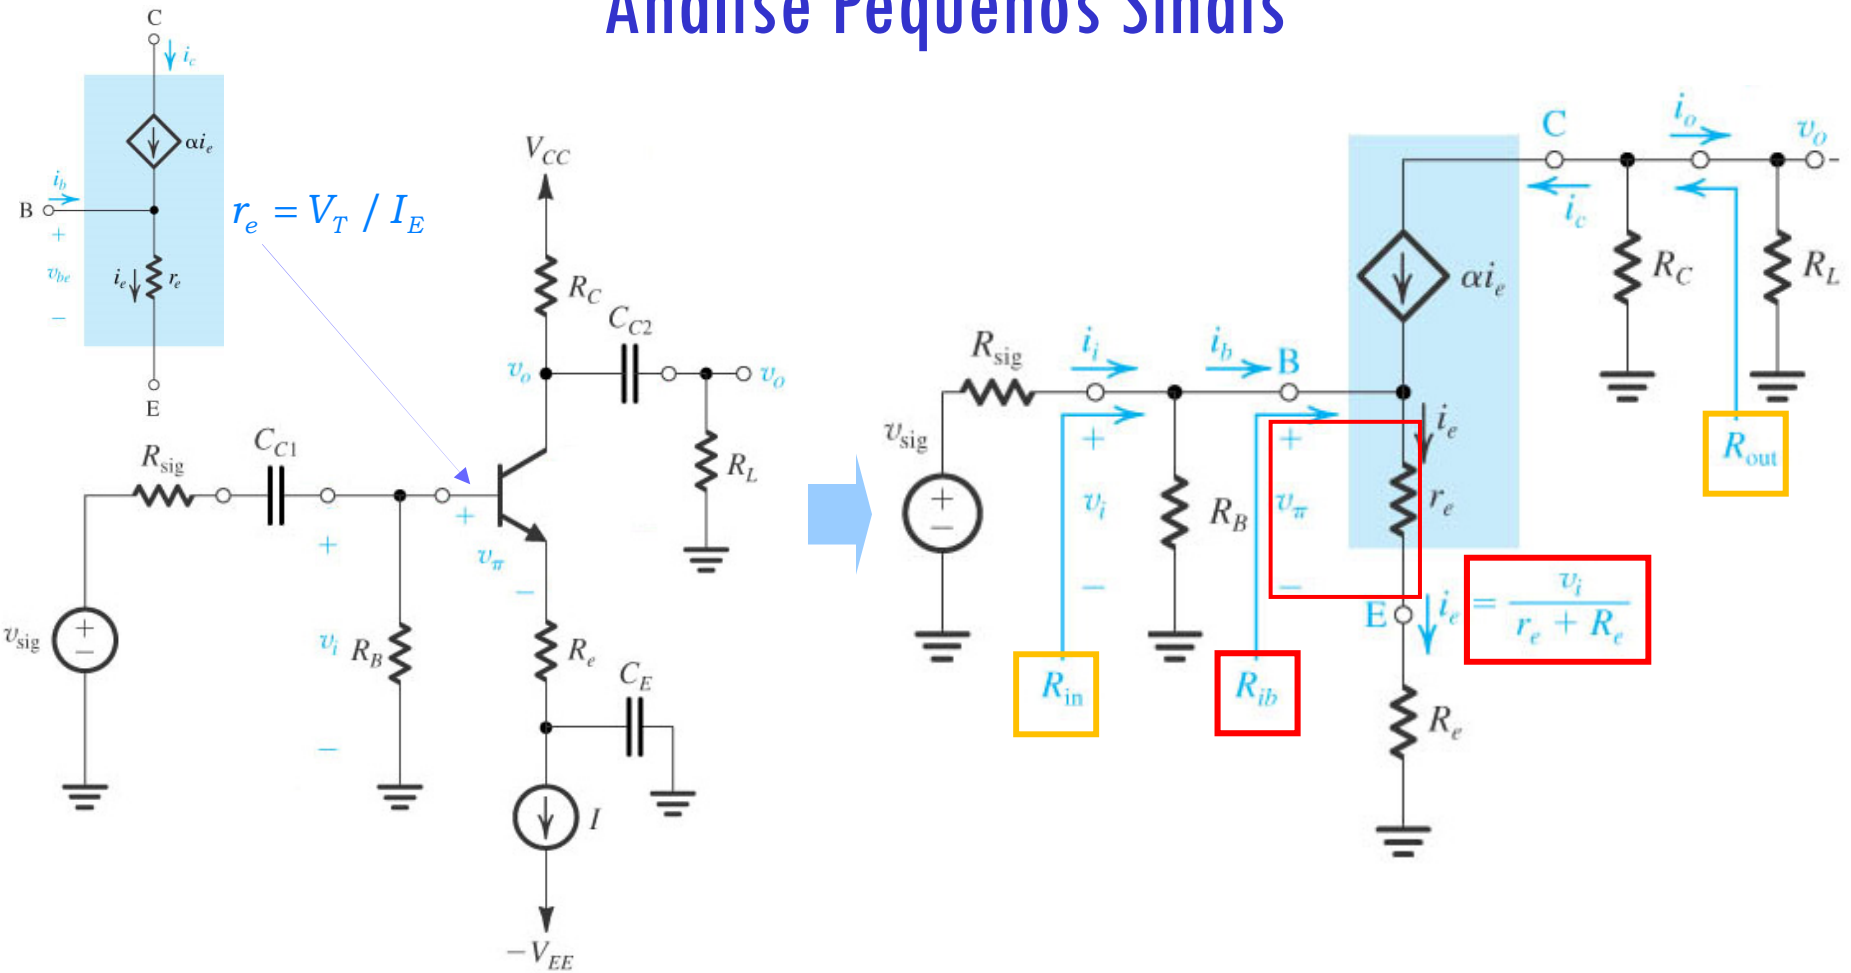 Análise Pequenos Sinais
C
i_c
αi_e
i_b
B
+
v_be
−
i_e
r_e
E
r_e = V_T / I_E
V_CC
R_C
C_C2
v_o
v_o
R_L
C_C1
R_sig
+
v_π
−
+
v_i
−
R_B
v_sig
+
−
R_e
C_E
I
−V_EE
C
i_o
v_o
i_c
R_C
R_L
αi_e
R_sig
i_i
i_b
B
v_sig
+
−
+
v_i
−
R_B
+
v_π
−
i_e
r_e
R_out
E
i_e = v_i / r_e + R_e
R_in
R_ib
R_e